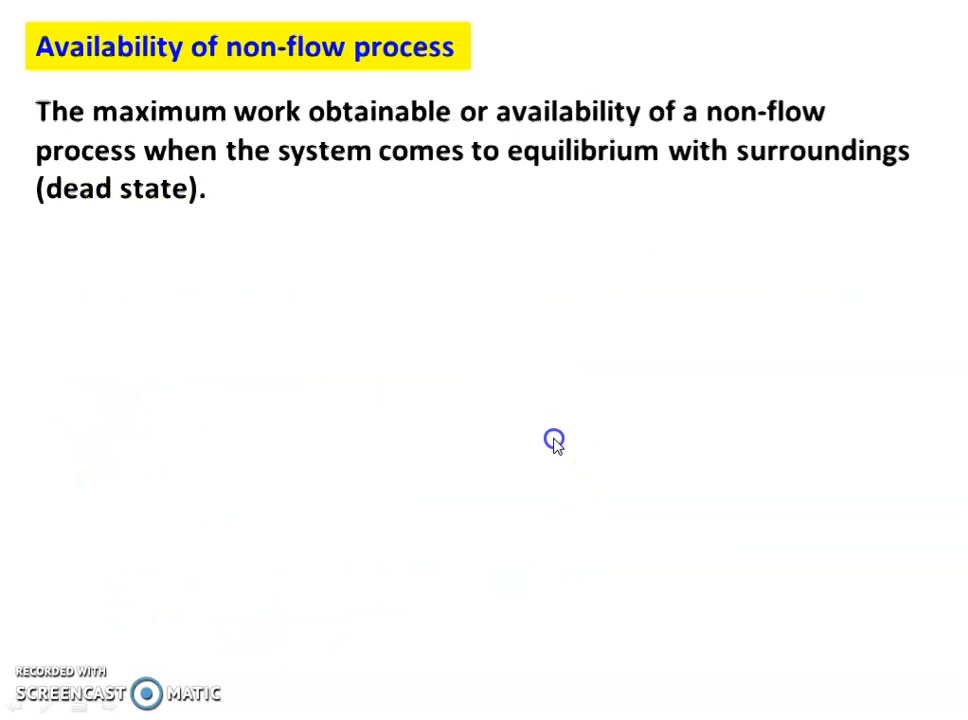 Availability of non-flow process
The maximum work obtainable or availability of a non-flow
process when the system comes to equilibrium with surroundings
(dead state).
RECORDED WITH
SCREENCAST MATIC